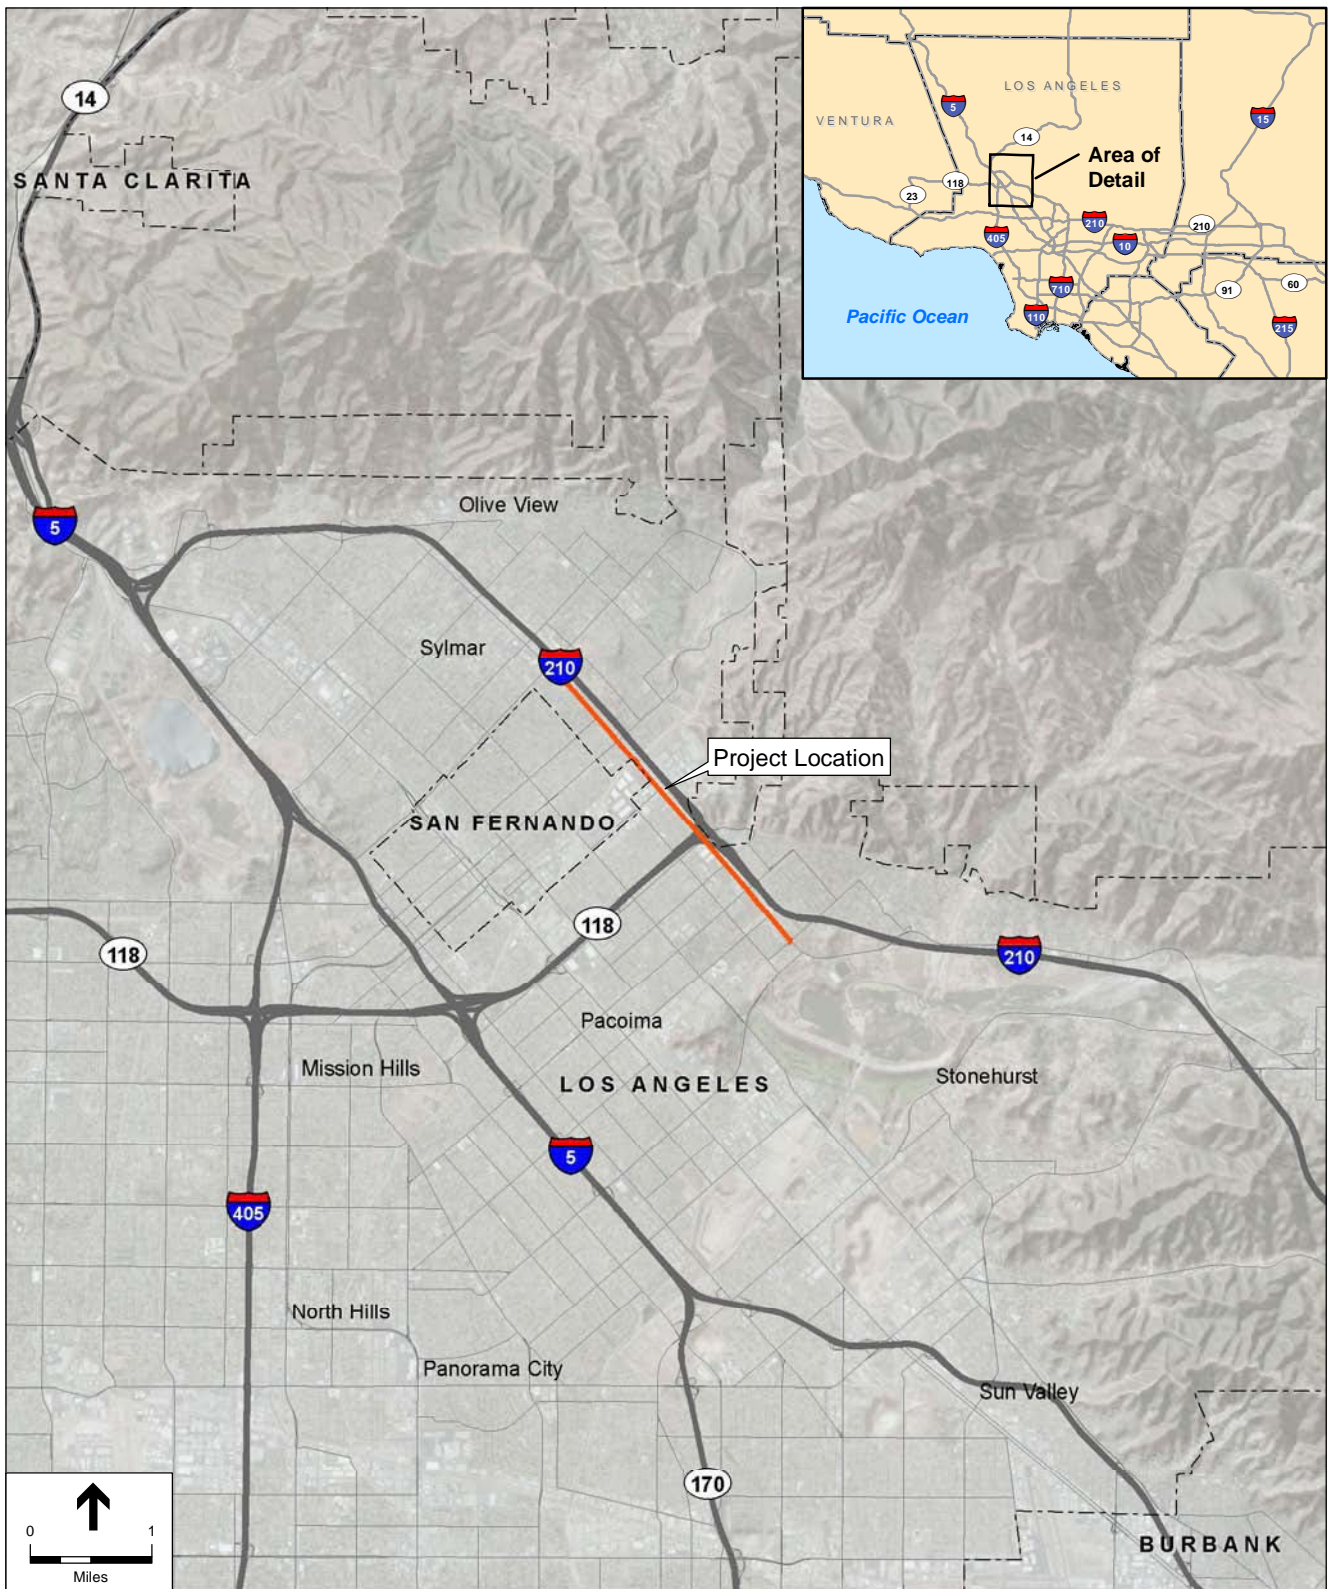 14
SANTA CLARITA
LOS ANGELES
5
15
VENTURA
14
Area of
Detail
118
23
210
210
405
10
710
91
60
110
215
Pacific Ocean
Olive View
5
Sylmar
210
Project Location
SAN FERNANDO
118
118
210
Pacoima
Mission Hills
LOS ANGELES
Stonehurst
5
405
North Hills
Panorama City
Sun Valley
170
0 1
Miles
BURBANK